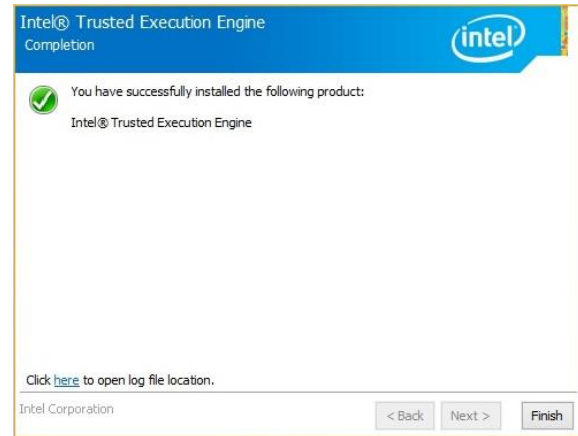 Intel® Trusted Execution Engine
Completion
intel
You have successfully installed the following product:
Intel® Trusted Execution Engine
Click here to open log file location.
Intel Corporation
< Back Next > Finish